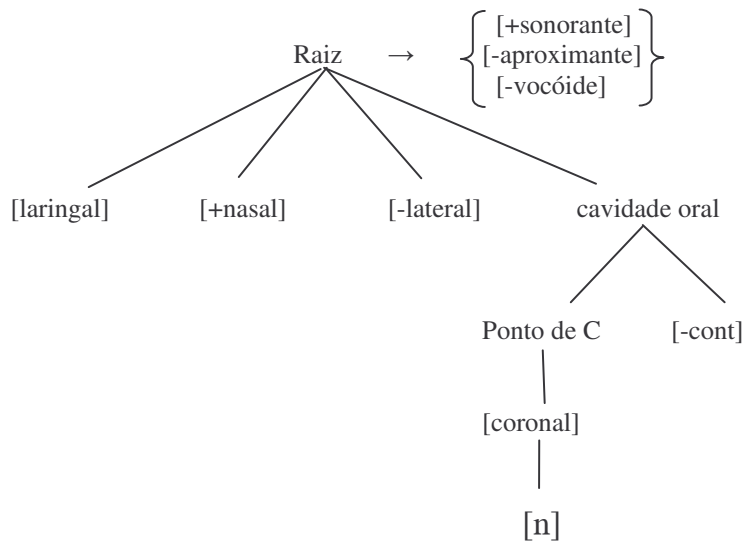 [+sonorante]
Raiz → [-aproximante]
[-vocóide]
[laringal] [+nasal] [-lateral] cavidade oral
Ponto de C [-cont]
[coronal]
[n]